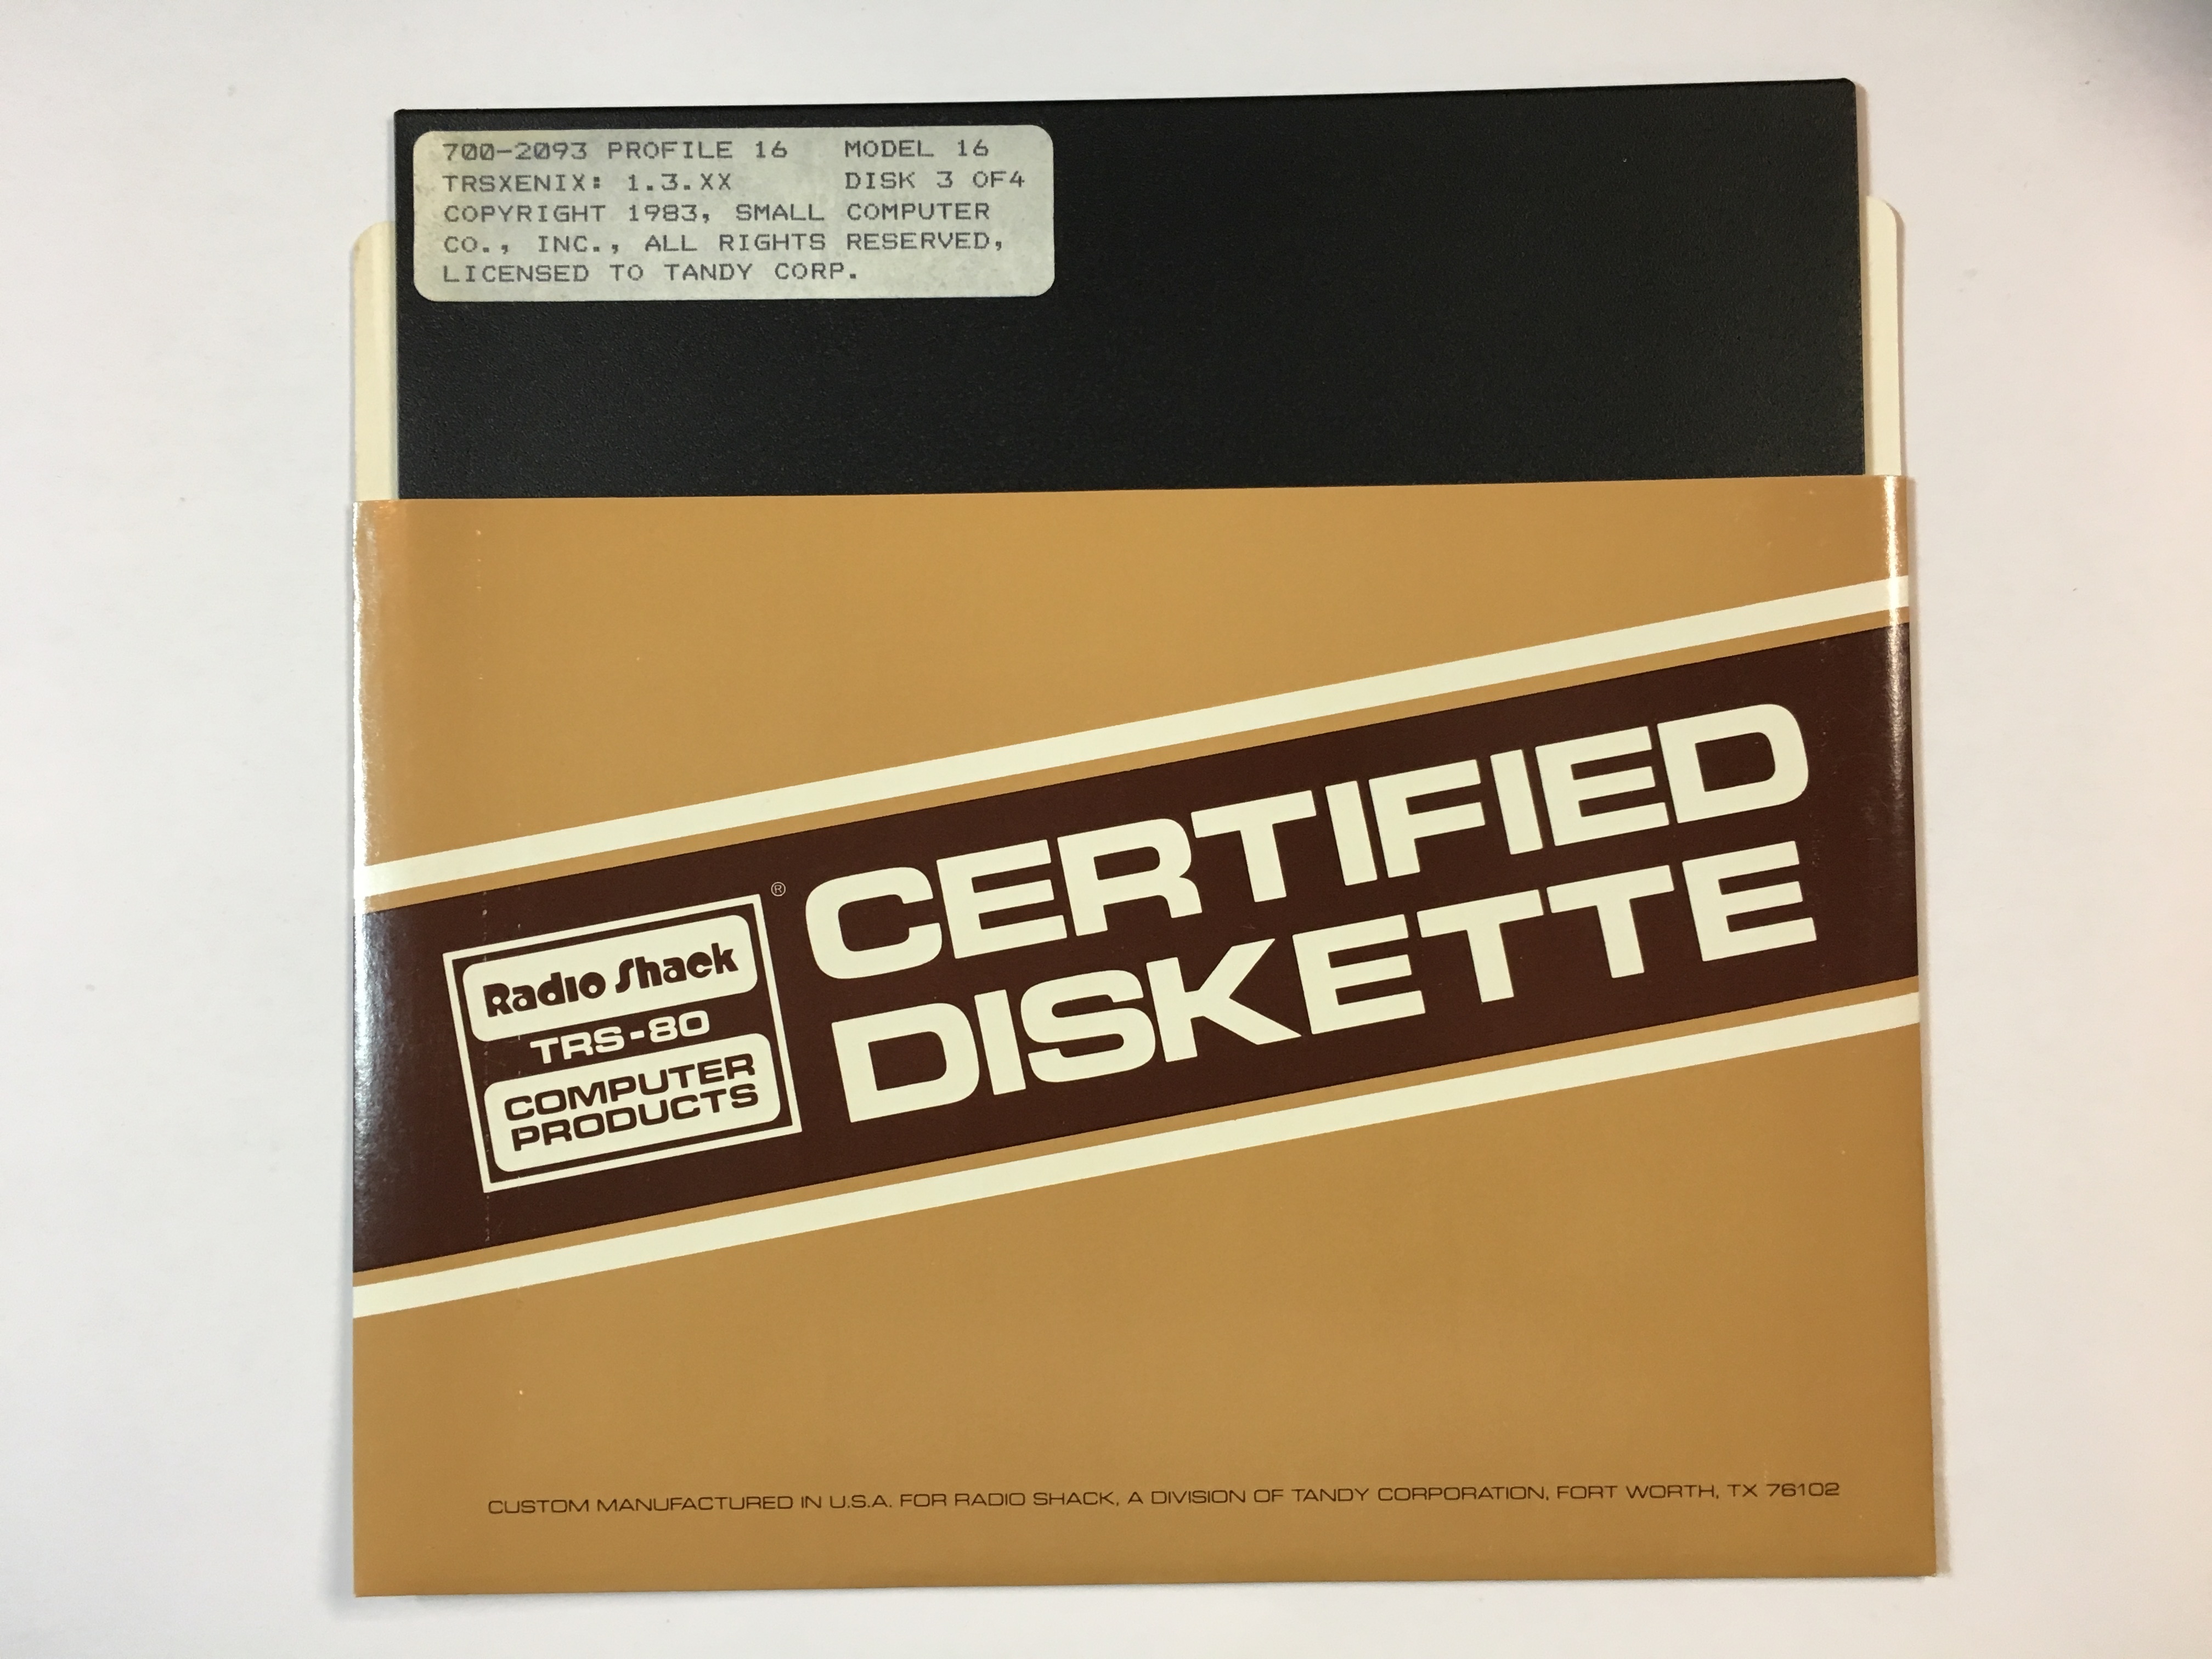 700-2093 PROFILE 16 MODEL 16
TRSXENIX: 1.3.XX DISK 3 OF4
COPYRIGHT 1983, SMALL COMPUTER
CO., INC., ALL RIGHTS RESERVED,
LICENSED TO TANDY CORP.
Radio Shack ®
TRS-80
COMPUTER
PRODUCTS
CERTIFIED
DISKETTE
CUSTOM MANUFACTURED IN U.S.A. FOR RADIO SHACK, A DIVISION OF TANDY CORPORATION, FORT WORTH, TX 76102